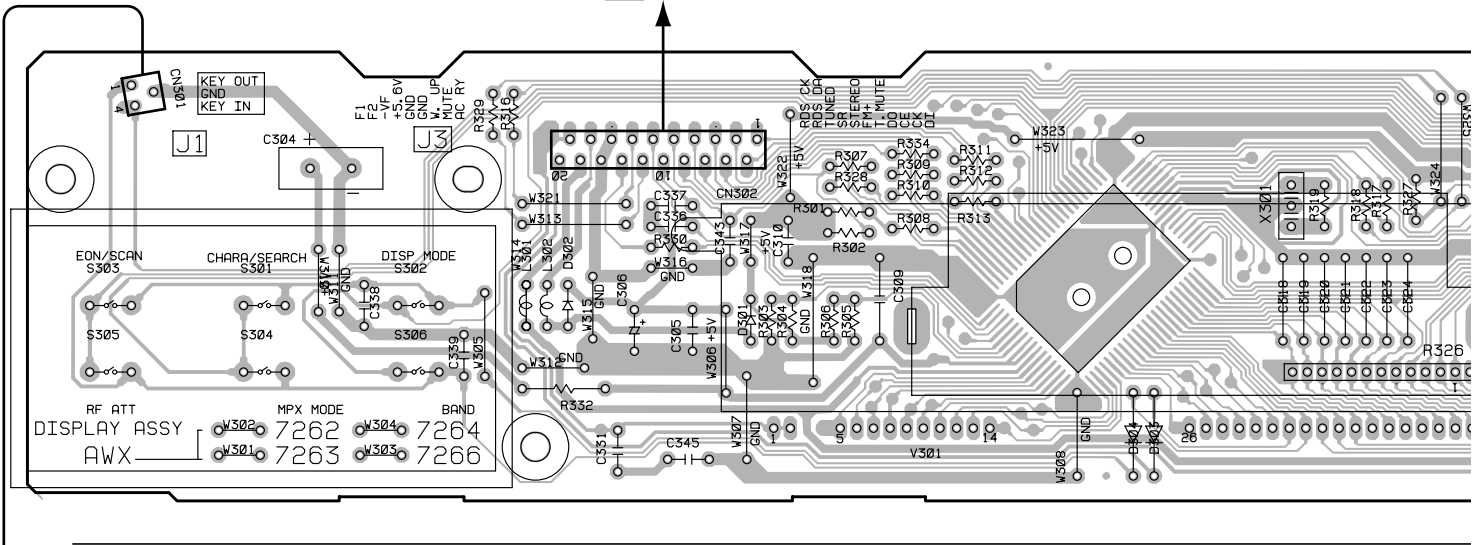 CN301
1
4
KEY OUT
GND
KEY IN
J1
C304
+
−
F1
F2
-VF
+5.6V
GND
GND
W. UP
MUTE
AC RY
J3
R329
R316
20
10
1
CN302
W322
+5V
RDS CK
RDS DA
TUNED
STEREO
FM+
T.MUTE
DO
CE
CK
DI
R307
R328
R334
R309
R310
R311
R312
W323
+5V
R301
R302
R308
R313
X301
R319
R318
R317
R327
W324
W325
W321
W313
C337
C336
R330
W316
GND
C343
W317
+5V
C310
W314
L301
L302
D302
W315
GND
C306
+
C305
W306 +5V
D301
R303
R304
GND
W318
R306
R305
C309
C318
C319
C320
C321
C322
C323
C324
R326
1
EON/SCAN
S303
CHARA/SEARCH
S301
DISP MODE
S302
GND
C338
S305
S304
S306
C339
W305
W312
GND
R332
RF ATT
MPX MODE
BAND
DISPLAY ASSY
AWX
W302
7262
W304
7264
W301
7263
W303
7266
C331
C345
W307
GND
1
5
14
V301
W308
GND
D304
D303
26